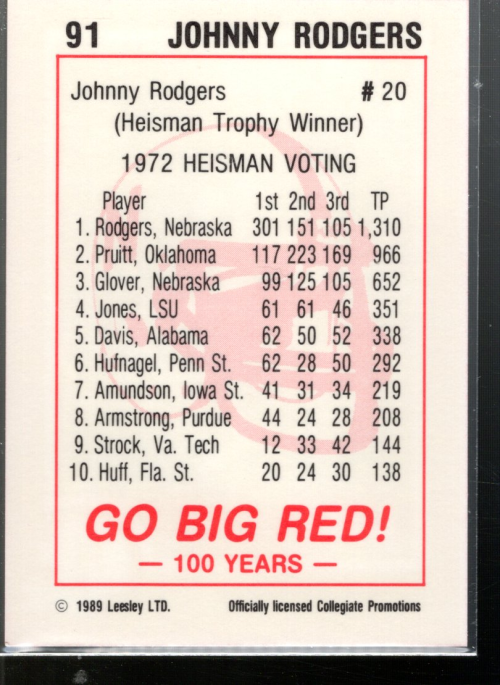 91 JOHNNY RODGERS
Johnny Rodgers # 20
(Heisman Trophy Winner)
1972 HEISMAN VOTING
Player 1st 2nd 3rd TP
1. Rodgers, Nebraska 301 151 105 1,310
2. Pruitt, Oklahoma 117 223 169 966
3. Glover, Nebraska 99 125 105 652
4. Jones, LSU 61 61 46 351
5. Davis, Alabama 62 50 52 338
6. Hufnagel, Penn St. 62 28 50 292
7. Amundson, Iowa St. 41 31 34 219
8. Armstrong, Purdue 44 24 28 208
9. Strock, Va. Tech 12 33 42 144
10. Huff, Fla. St. 20 24 30 138
GO BIG RED!
— 100 YEARS —
© 1989 Leesley LTD. Officially licensed Collegiate Promotions